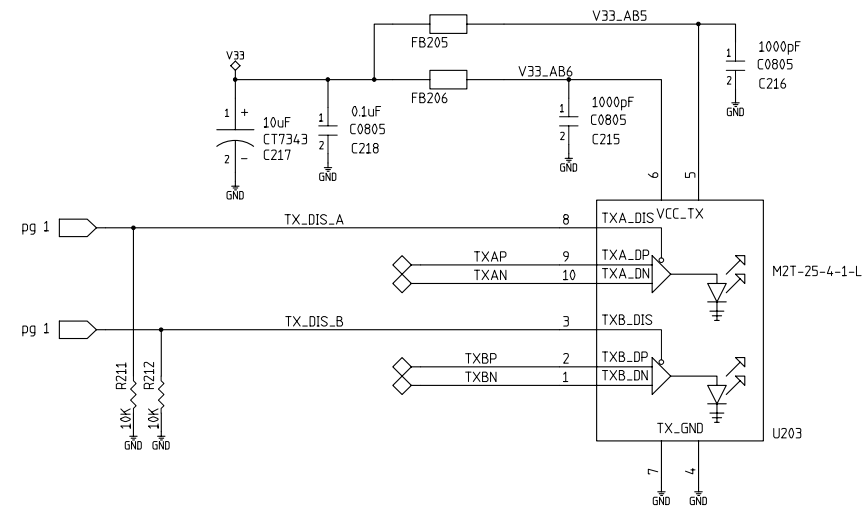 V33_AB5
FB205
1000pF
C0805
C216
1
2
GND
V33
V33_AB6
FB206
1 +
10uF
CT7343
C217
2 -
GND
0.1uF
C0805
C218
1
2
GND
1000pF
C0805
C215
1
2
GND
6
5
pg 1
TX_DIS_A
8
TXA_DIS
VCC_TX
TXAP
9
TXA_DP
TXAN
10
TXA_DN
M2T-25-4-1-L
pg 1
TX_DIS_B
3
TXB_DIS
TXBP
2
TXB_DP
TXBN
1
TXB_DN
R211
10K
GND
R212
10K
GND
TX_GND
U203
7
4
GND
GND